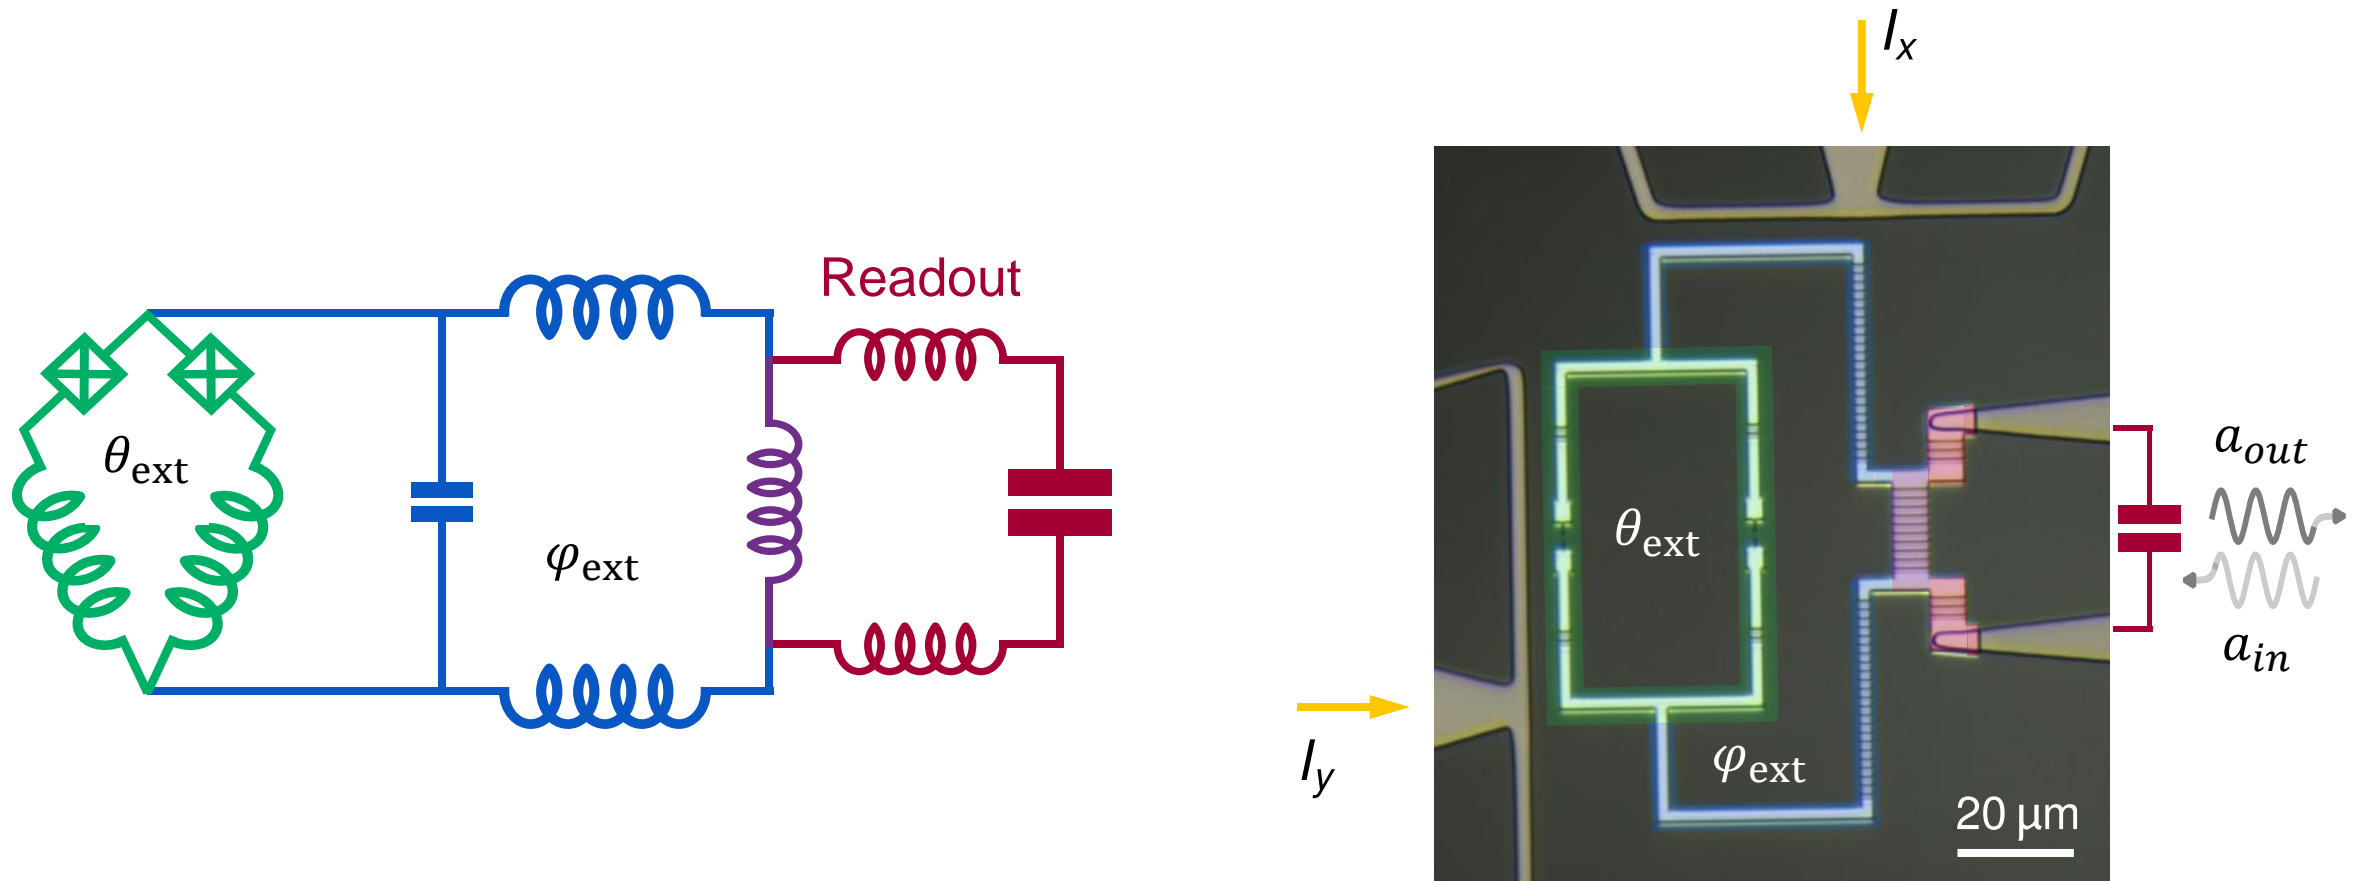 Readout
θext
φext
Ix
Iy
θext
φext
20 μm
aout
ain